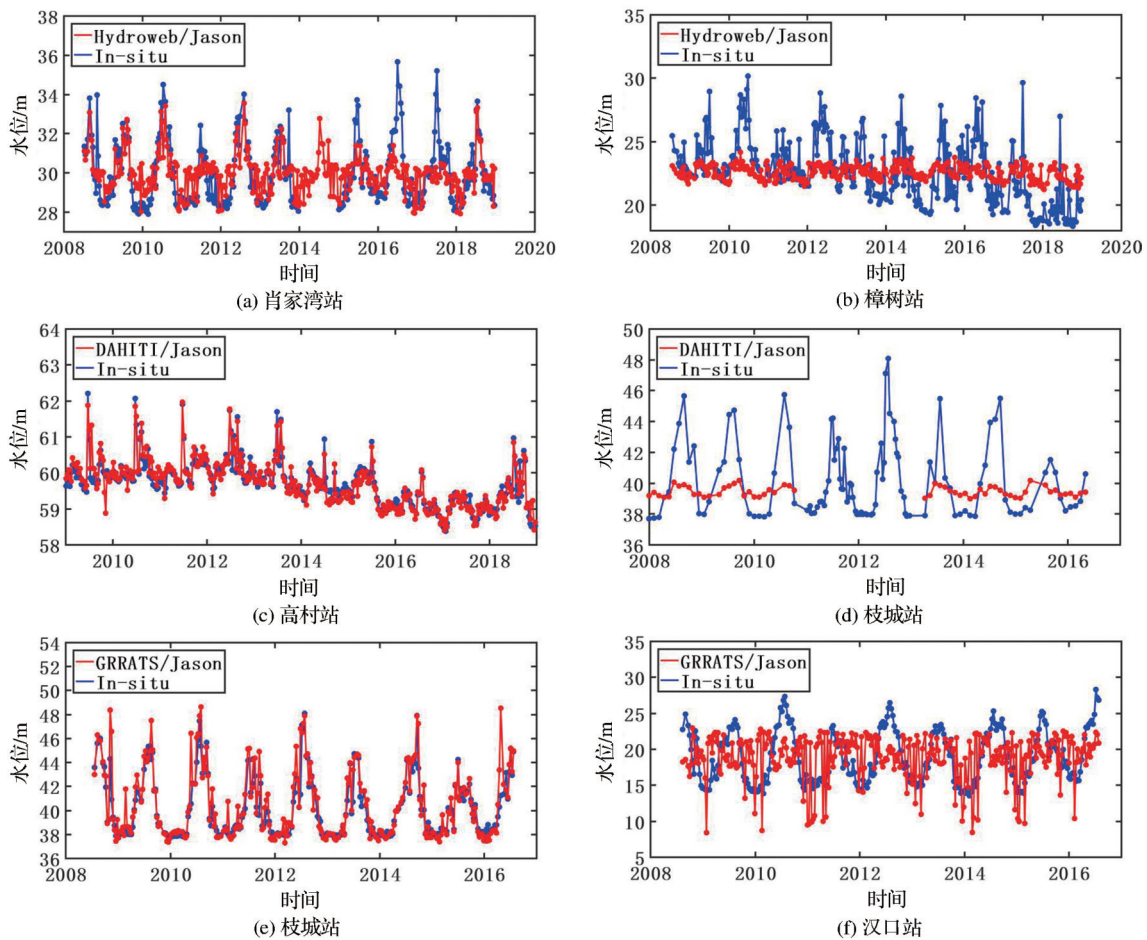 38
36
34
32
30
28
水位/m
Hydroweb/Jason
In-situ
2008 2010 2012 2014 2016 2018 2020
时间
(a) 肖家湾站
35
30
25
20
水位/m
Hydroweb/Jason
In-situ
2008 2010 2012 2014 2016 2018 2020
时间
(b) 樟树站
64
63
62
61
60
59
58
水位/m
DAHITI/Jason
In-situ
2010 2012 2014 2016 2018
时间
(c) 高村站
50
48
46
44
42
40
38
36
水位/m
DAHITI/Jason
In-situ
2008 2010 2012 2014 2016
时间
(d) 枝城站
54
52
50
48
46
44
42
40
38
36
水位/m
GRRATS/Jason
In-situ
2008 2010 2012 2014 2016
时间
(e) 枝城站
35
30
25
20
15
10
5
水位/m
GRRATS/Jason
In-situ
2008 2010 2012 2014 2016
时间
(f) 汉口站